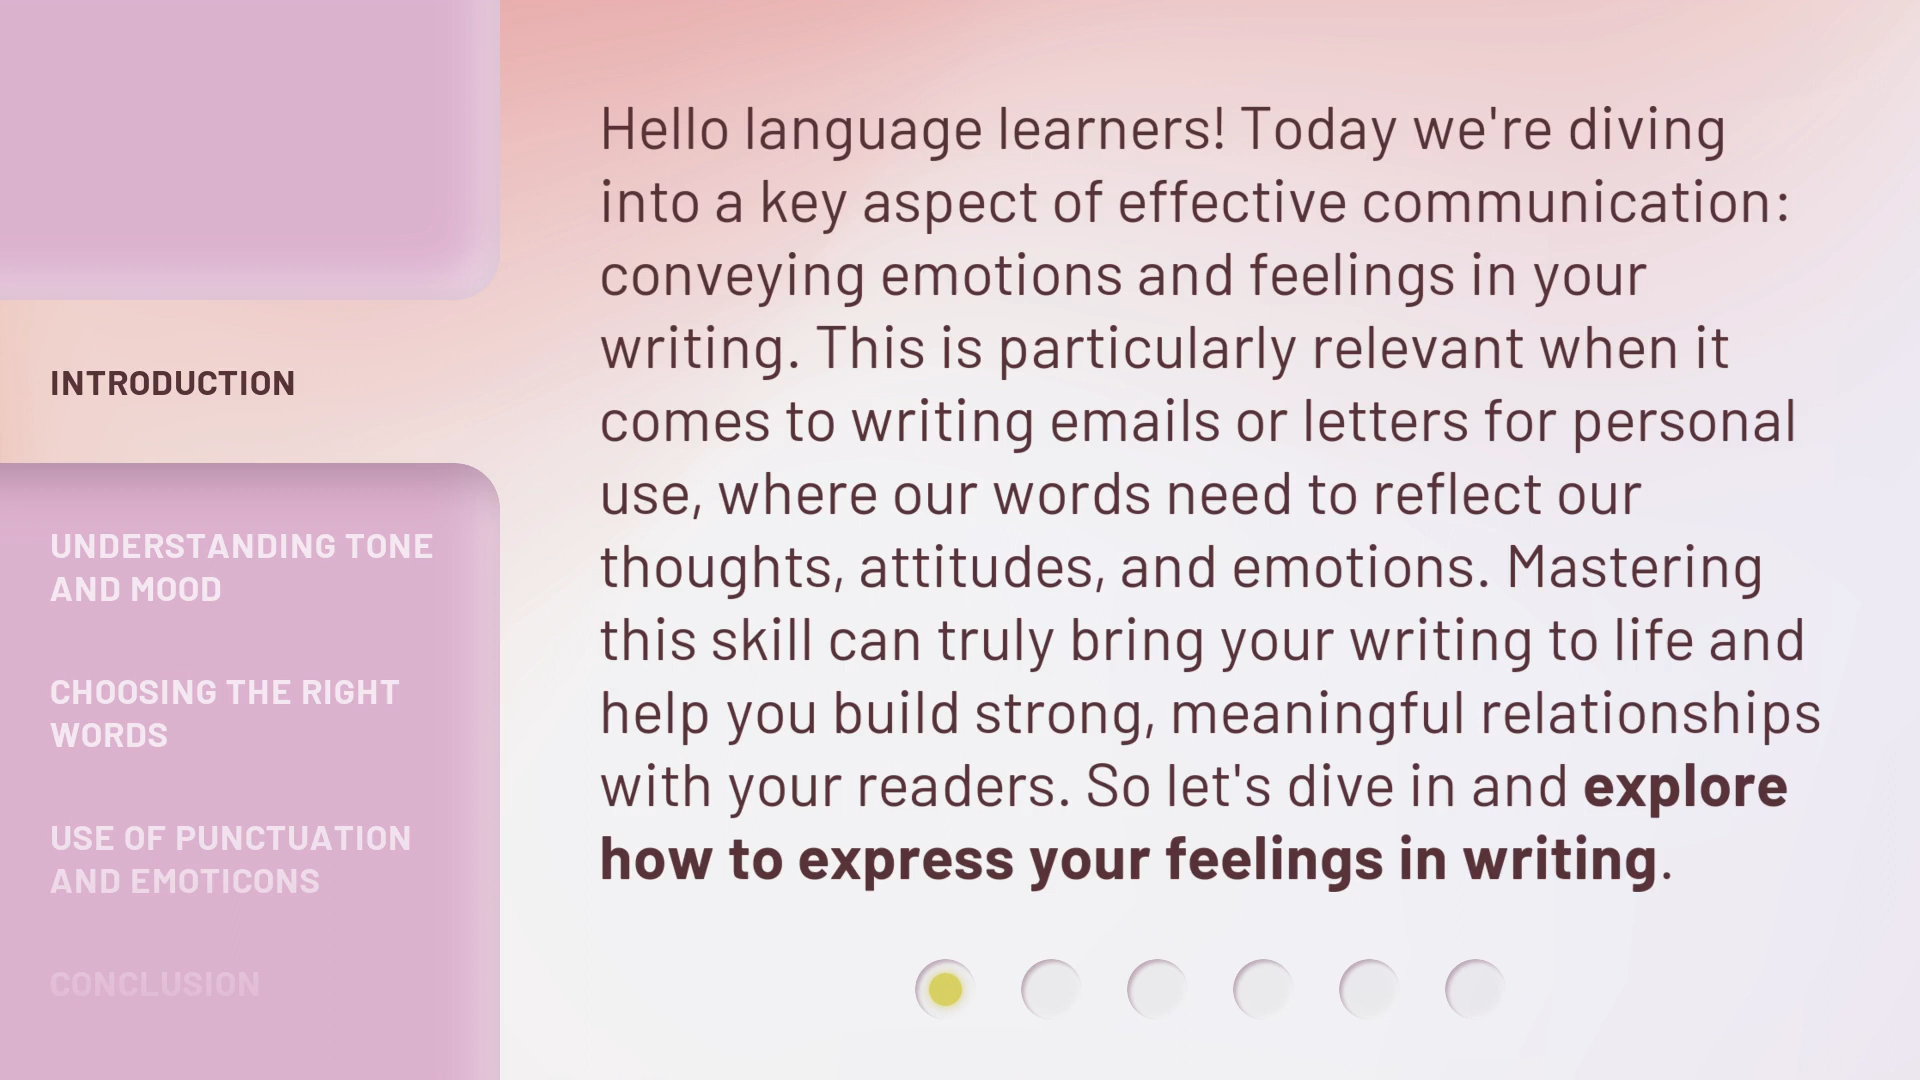 INTRODUCTION
UNDERSTANDING TONE
AND MOOD
CHOOSING THE RIGHT
WORDS
USE OF PUNCTUATION
AND EMOTICONS
CONCLUSION
Hello language learners! Today we're diving
into a key aspect of effective communication:
conveying emotions and feelings in your
writing. This is particularly relevant when it
comes to writing emails or letters for personal
use, where our words need to reflect our
thoughts, attitudes, and emotions. Mastering
this skill can truly bring your writing to life and
help you build strong, meaningful relationships
with your readers. So let's dive in and explore
how to express your feelings in writing.